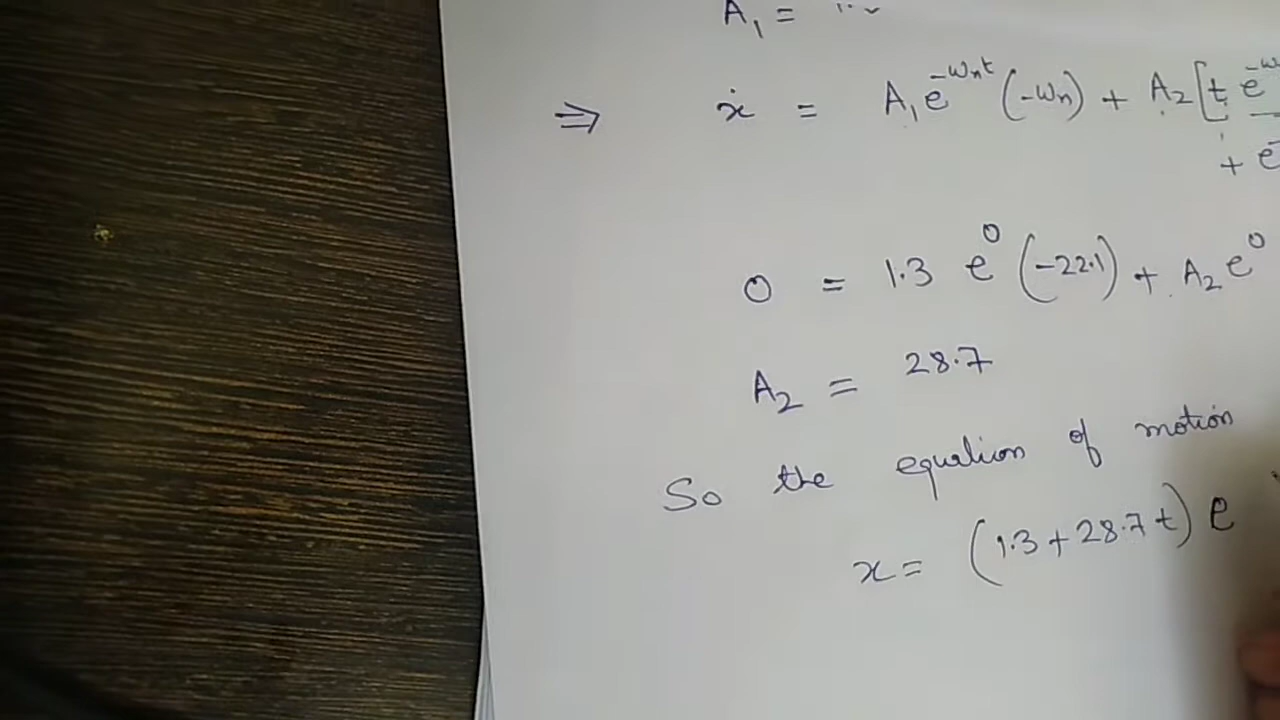 A₁ =
⇒ ẋ = A₁e^(-ωₙt) (-ωₙ) + A₂ [t e^(-ω
+ e
0 = 1.3 e⁰ (-22.1) + A₂ e⁰
A₂ = 28.7
So the equation of motion
x = (1.3 + 28.7 t) e